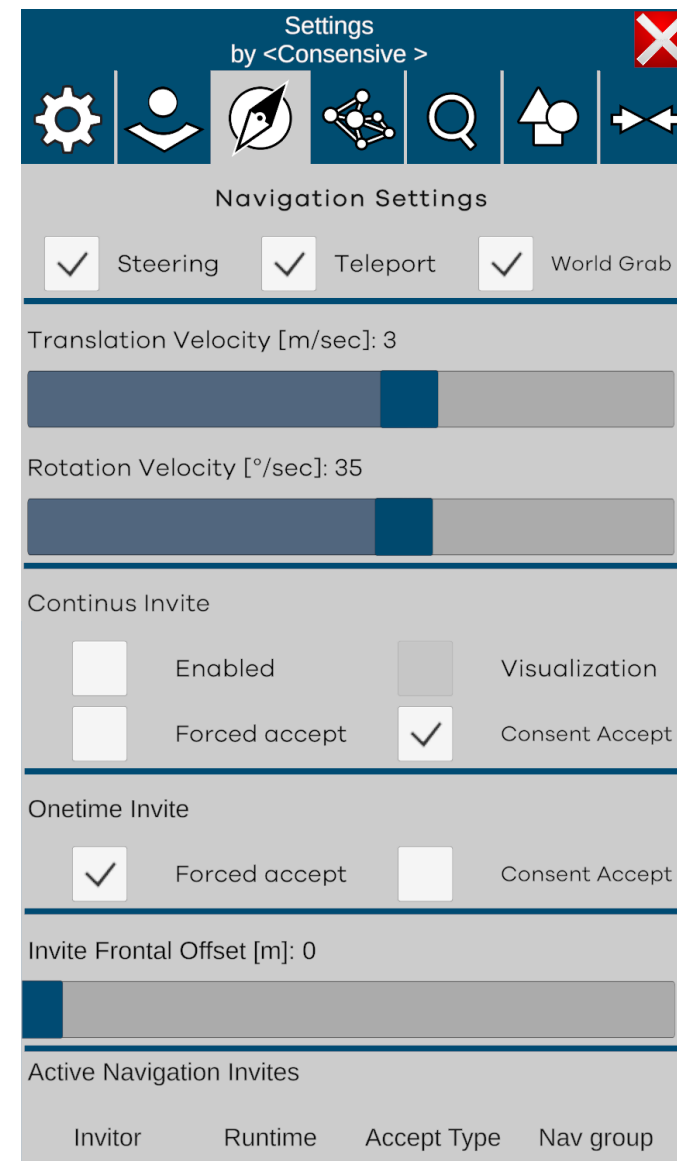 Settings
by <Consensive >
Navigation Settings
Steering Teleport World Grab
Translation Velocity [m/sec]: 3
Rotation Velocity [°/sec]: 35
Continus Invite
Enabled Visualization
Forced accept Consent Accept
Onetime Invite
Forced accept Consent Accept
Invite Frontal Offset [m]: 0
Active Navigation Invites
Invitor Runtime Accept Type Nav group